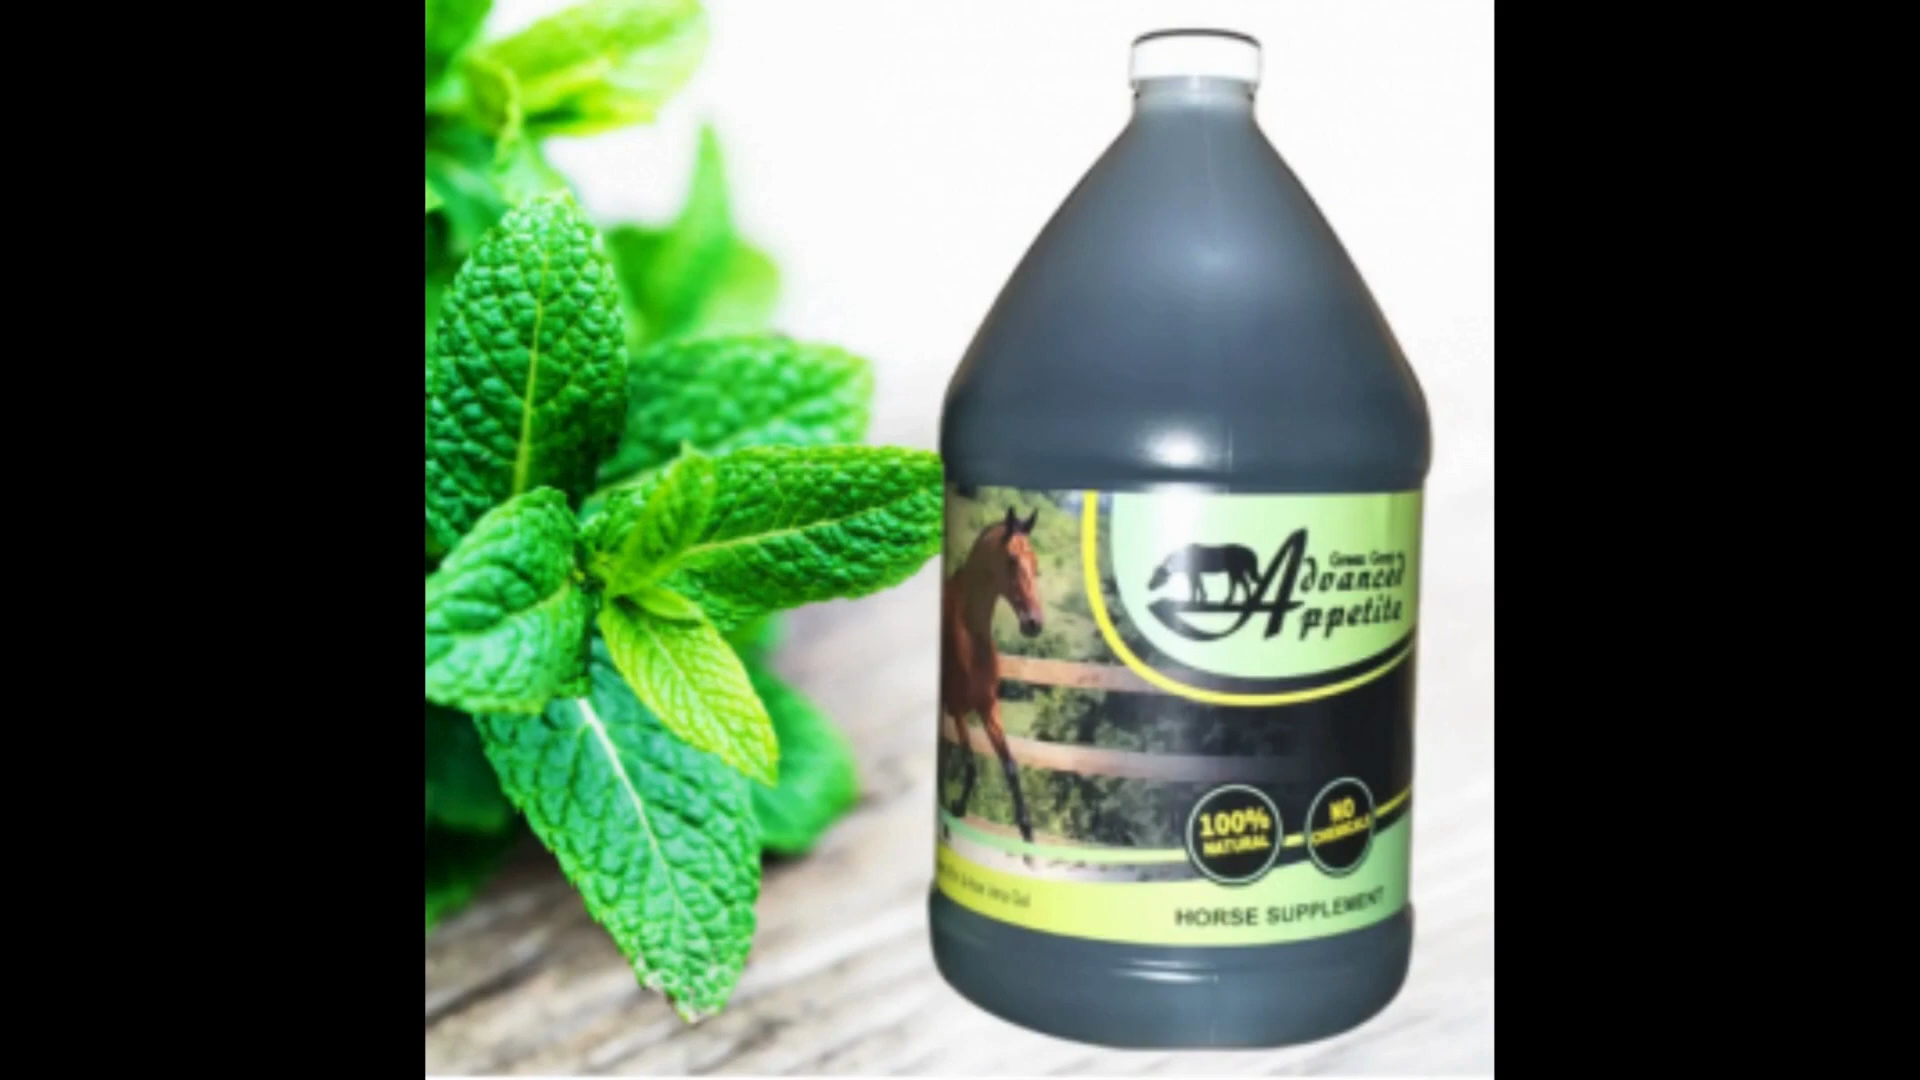 Advanced
Appetite
100%
NATURAL
NO
CHEMICALS
HORSE SUPPLEMENT